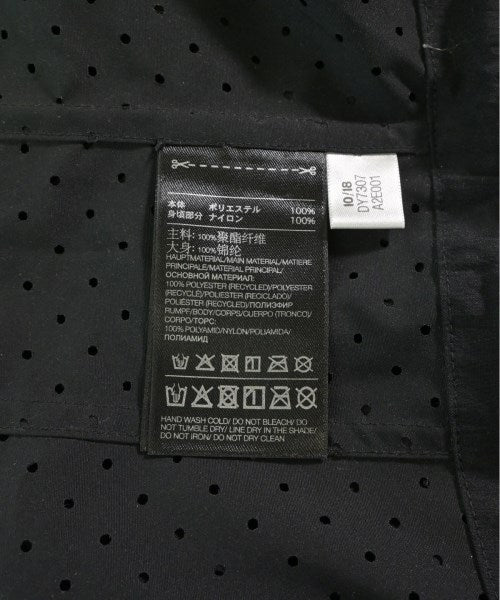 本体 ポリエステル 100%
身頃部分 ナイロン 100%
主料: 100%聚酯纤维
大身: 100%锦纶
HAUPTMATERIAL/MAIN MATERIAL/MATIERE
PRINCIPALE/MATERIAL PRINCIPAL/
ОСНОВНОЙ МАТЕРИАЛ:
100% POLYESTER (RECYCLED)/POLYESTER
(RECYCLÉ)/POLIÉSTER (RECICLADO)/
POLIÉSTER (RECYCLED)/ПОЛИЭФИР
RUMPF/BODY/CORPS/CUERPO (TRONCO)/
CORPO/ТОРС:
100% POLYAMID/NYLON/POLIAMIDA/
ПОЛИАМИД
HAND WASH COLD/ DO NOT BLEACH/ DO
NOT TUMBLE DRY/ LINE DRY IN THE SHADE/
DO NOT IRON/ DO NOT DRY CLEAN
10/18
DY7307
A2E001